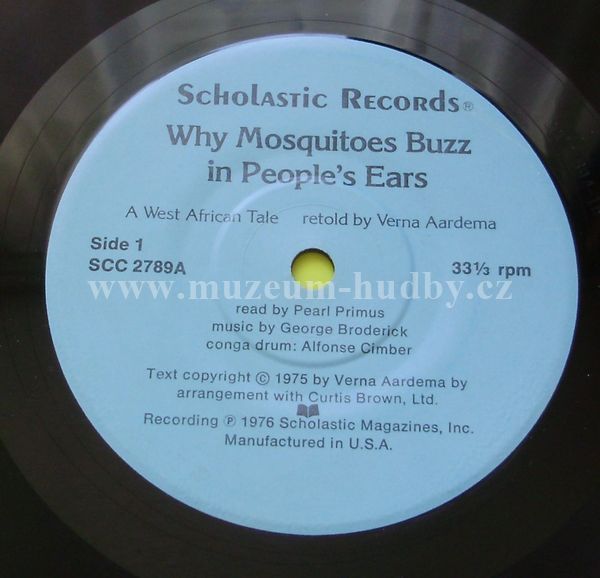 Scholastic Records®
Why Mosquitoes Buzz
in People's Ears
A West African Tale retold by Verna Aardema
Side 1
SCC 2789A
33⅓ rpm
www.muzeum-hudby.cz
read by Pearl Primus
music by George Broderick
conga drum: Alfonse Cimber
Text copyright © 1975 by Verna Aardema by
arrangement with Curtis Brown, Ltd.
Recording ℗ 1976 Scholastic Magazines, Inc.
Manufactured in U.S.A.